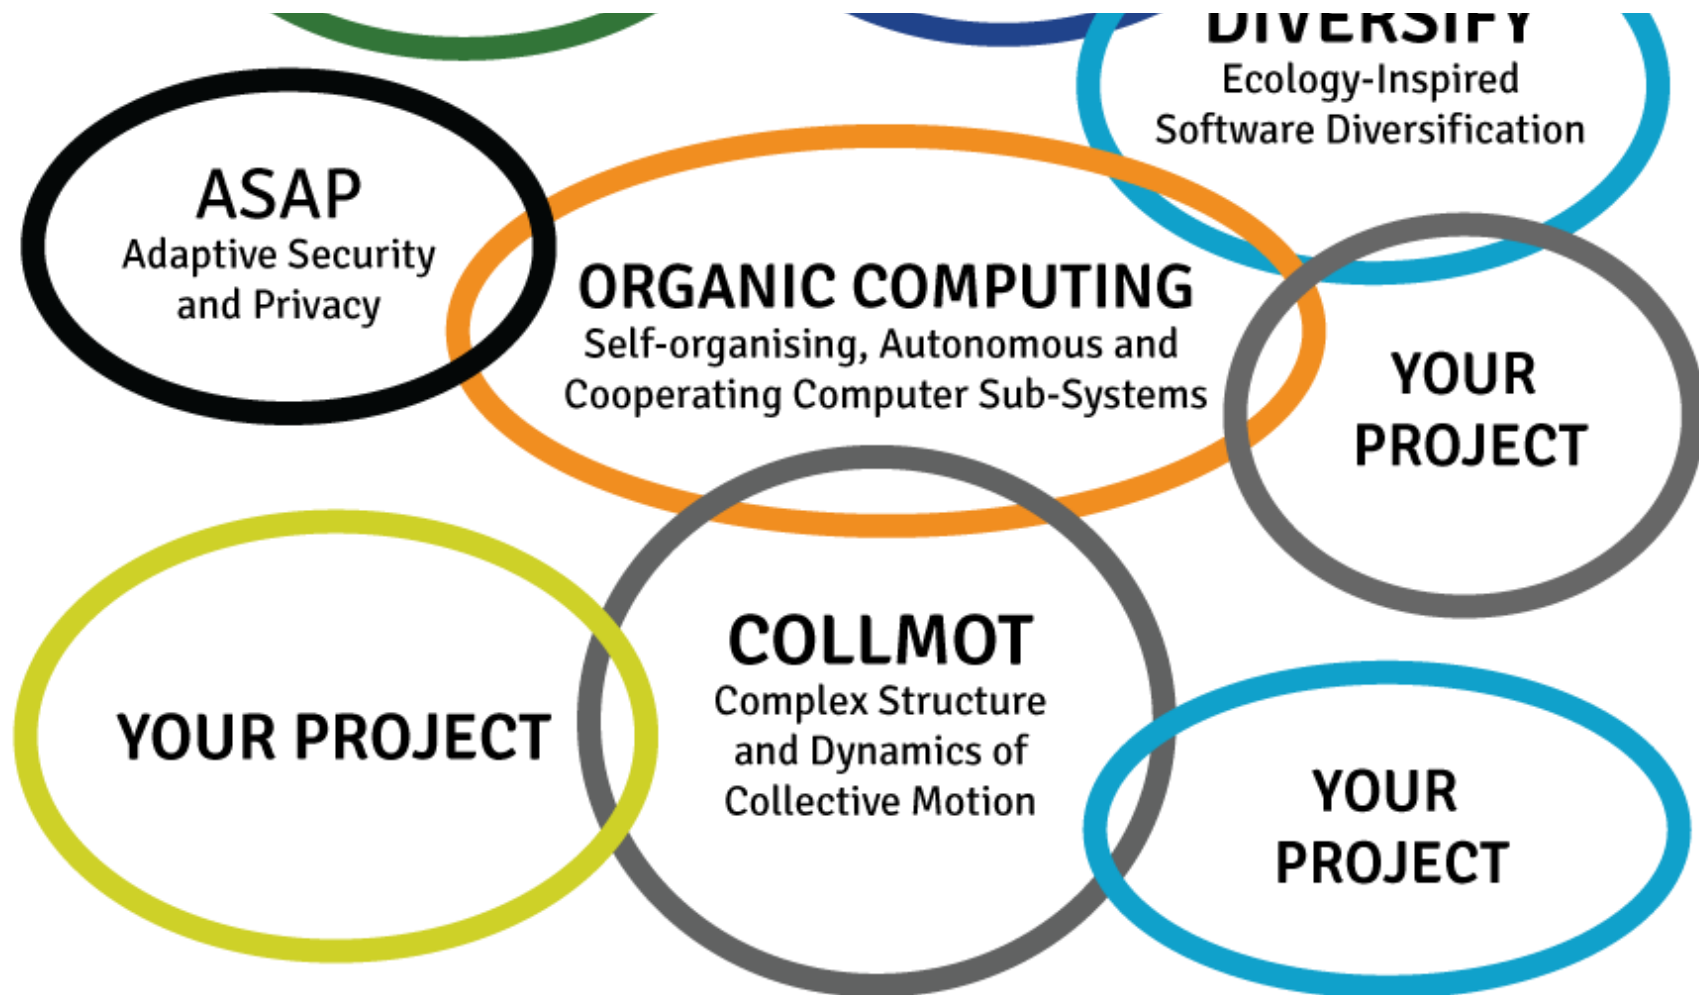 DIVERSIFY
Ecology-Inspired
Software Diversification
ASAP
Adaptive Security
and Privacy
ORGANIC COMPUTING
Self-organising, Autonomous and
Cooperating Computer Sub-Systems
YOUR
PROJECT
YOUR PROJECT
COLLMOT
Complex Structure
and Dynamics of
Collective Motion
YOUR
PROJECT